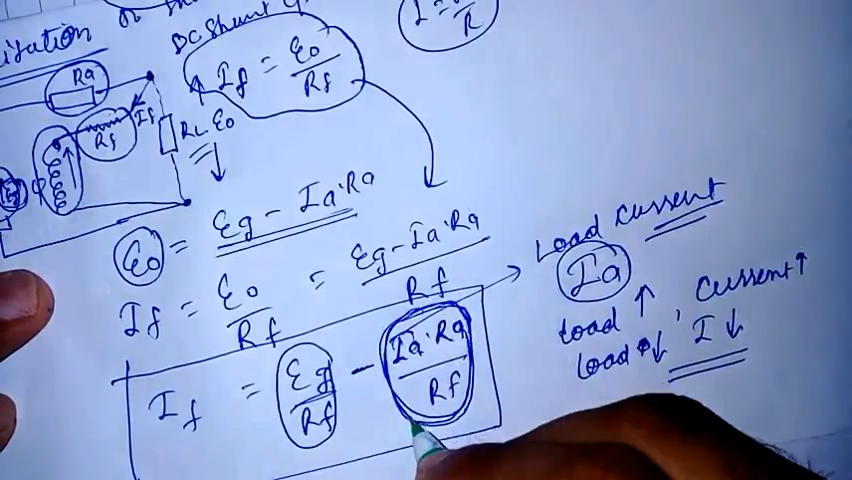 DC Shunt
Ra
If = Eo/Rf
R
Rf
If
RL
Eo
Eo = Eg - Ia·Ra
If = Eo/Rf = Eg-Ia·Ra/Rf
Load current
Ia
load ↑, current ↑
load ↓, I ↓
If = Eg/Rf - Ia·Ra/Rf